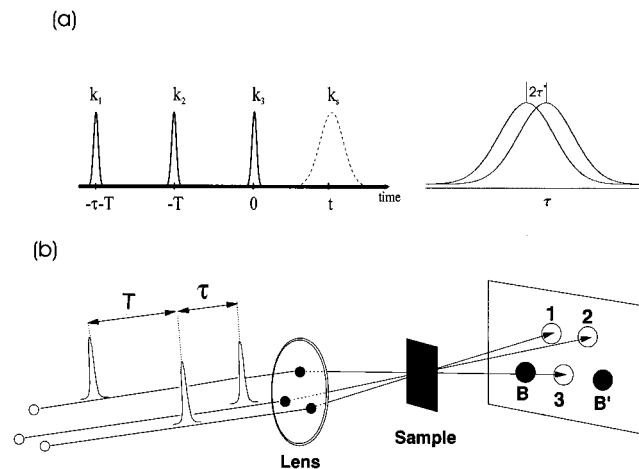 (a)
k₁ k₂ k₃ kₛ
2τ'
-τ-T -T 0 t time
τ
(b)
T τ
1 2
B 3 B'
Sample
Lens